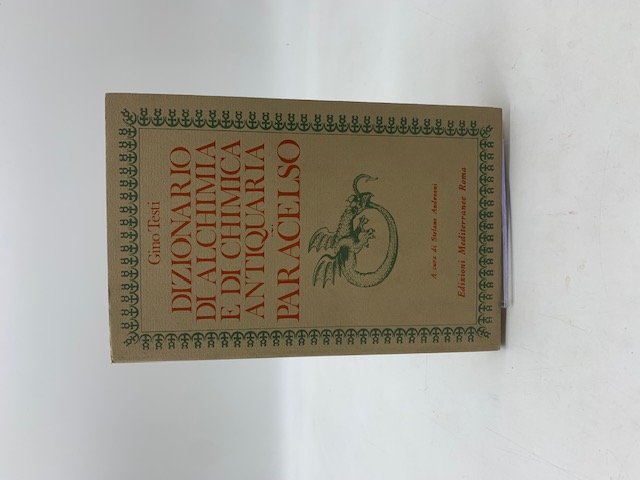 Gino Testi
DIZIONARIO
DI ALCHIMIA
E DI CHIMICA
ANTIQUARIA
PARACELSO
A cura di Stefano Andreani
Edizioni Mediterranee Roma